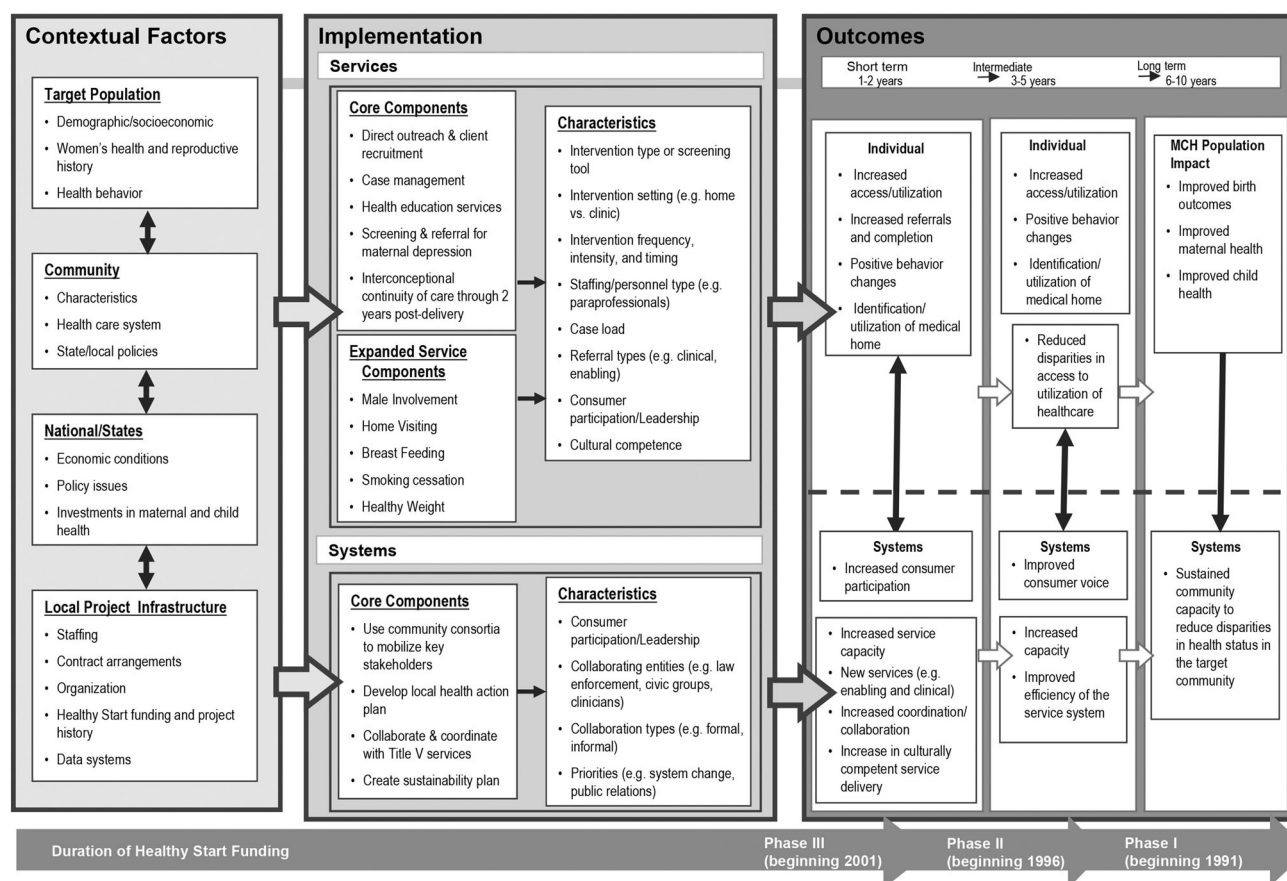 Contextual Factors
Target Population
• Demographic/socioeconomic
• Women's health and reproductive
history
• Health behavior
Community
• Characteristics
• Health care system
• State/local policies
National/States
• Economic conditions
• Policy issues
• Investments in maternal and child
health
Local Project Infrastructure
• Staffing
• Contract arrangements
• Organization
• Healthy Start funding and project
history
• Data systems
Implementation
Services
Core Components
• Direct outreach & client
recruitment
• Case management
• Health education services
• Screening & referral for
maternal depression
• Interconceptional
continuity of care through 2
years post-delivery
Expanded Service
Components
• Male Involvement
• Home Visiting
• Breast Feeding
• Smoking cessation
• Healthy Weight
Characteristics
• Intervention type or screening
tool
• Intervention setting (e.g. home
vs. clinic)
• Intervention frequency,
intensity, and timing
• Staffing/personnel type (e.g.
paraprofessionals)
• Case load
• Referral types (e.g. clinical,
enabling)
• Consumer
participation/Leadership
• Cultural competence
Systems
Core Components
• Use community consortia
to mobilize key
stakeholders
• Develop local health action
plan
• Collaborate & coordinate
with Title V services
• Create sustainability plan
Characteristics
• Consumer
participation/Leadership
• Collaborating entities (e.g. law
enforcement, civic groups,
clinicians)
• Collaboration types (e.g. formal,
informal)
• Priorities (e.g. system change,
public relations)
Outcomes
Short term
1-2 years
Intermediate
3-5 years
Long term
6-10 years
Individual
• Increased
access/utilization
• Increased referrals
and completion
• Positive behavior
changes
• Identification/
utilization of medical
home
Systems
• Increased consumer
participation
• Increased service
capacity
• New services (e.g.
enabling and clinical)
• Increased coordination/
collaboration
• Increase in culturally
competent service
delivery
Individual
• Increased
access/utilization
• Positive behavior
changes
• Identification/
utilization of
medical home
• Reduced
disparities in
access to
utilization of
healthcare
Systems
• Improved
consumer voice
• Increased
capacity
• Improved
efficiency of the
service system
MCH Population
Impact
• Improved birth
outcomes
• Improved
maternal health
• Improved child
health
Systems
• Sustained
community
capacity to
reduce disparities
in health status in
the target
community
Duration of Healthy Start Funding
Phase III
(beginning 2001)
Phase II
(beginning 1996)
Phase I
(beginning 1991)